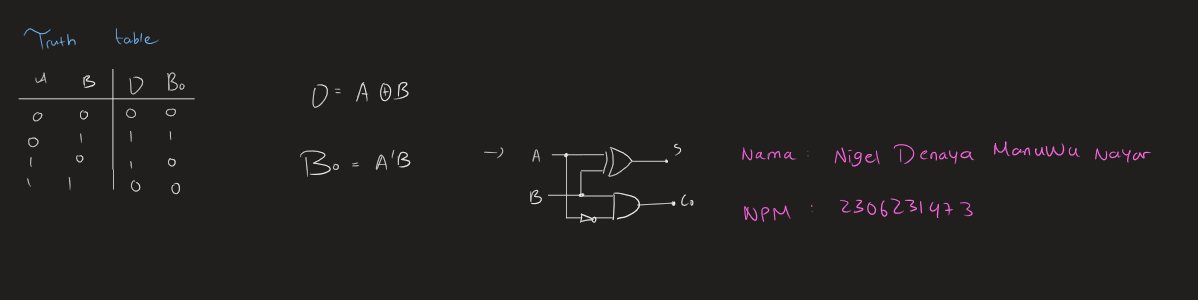 Truth table
A B D Bo
0 0 0 0
0 1 1 1
1 0 1 0
1 1 0 0
D = A ⊕ B
Bo = A'B
→
A
B
S
Co
Nama : Nigel Denaya Manuwu Nayar
NPM : 2306231473